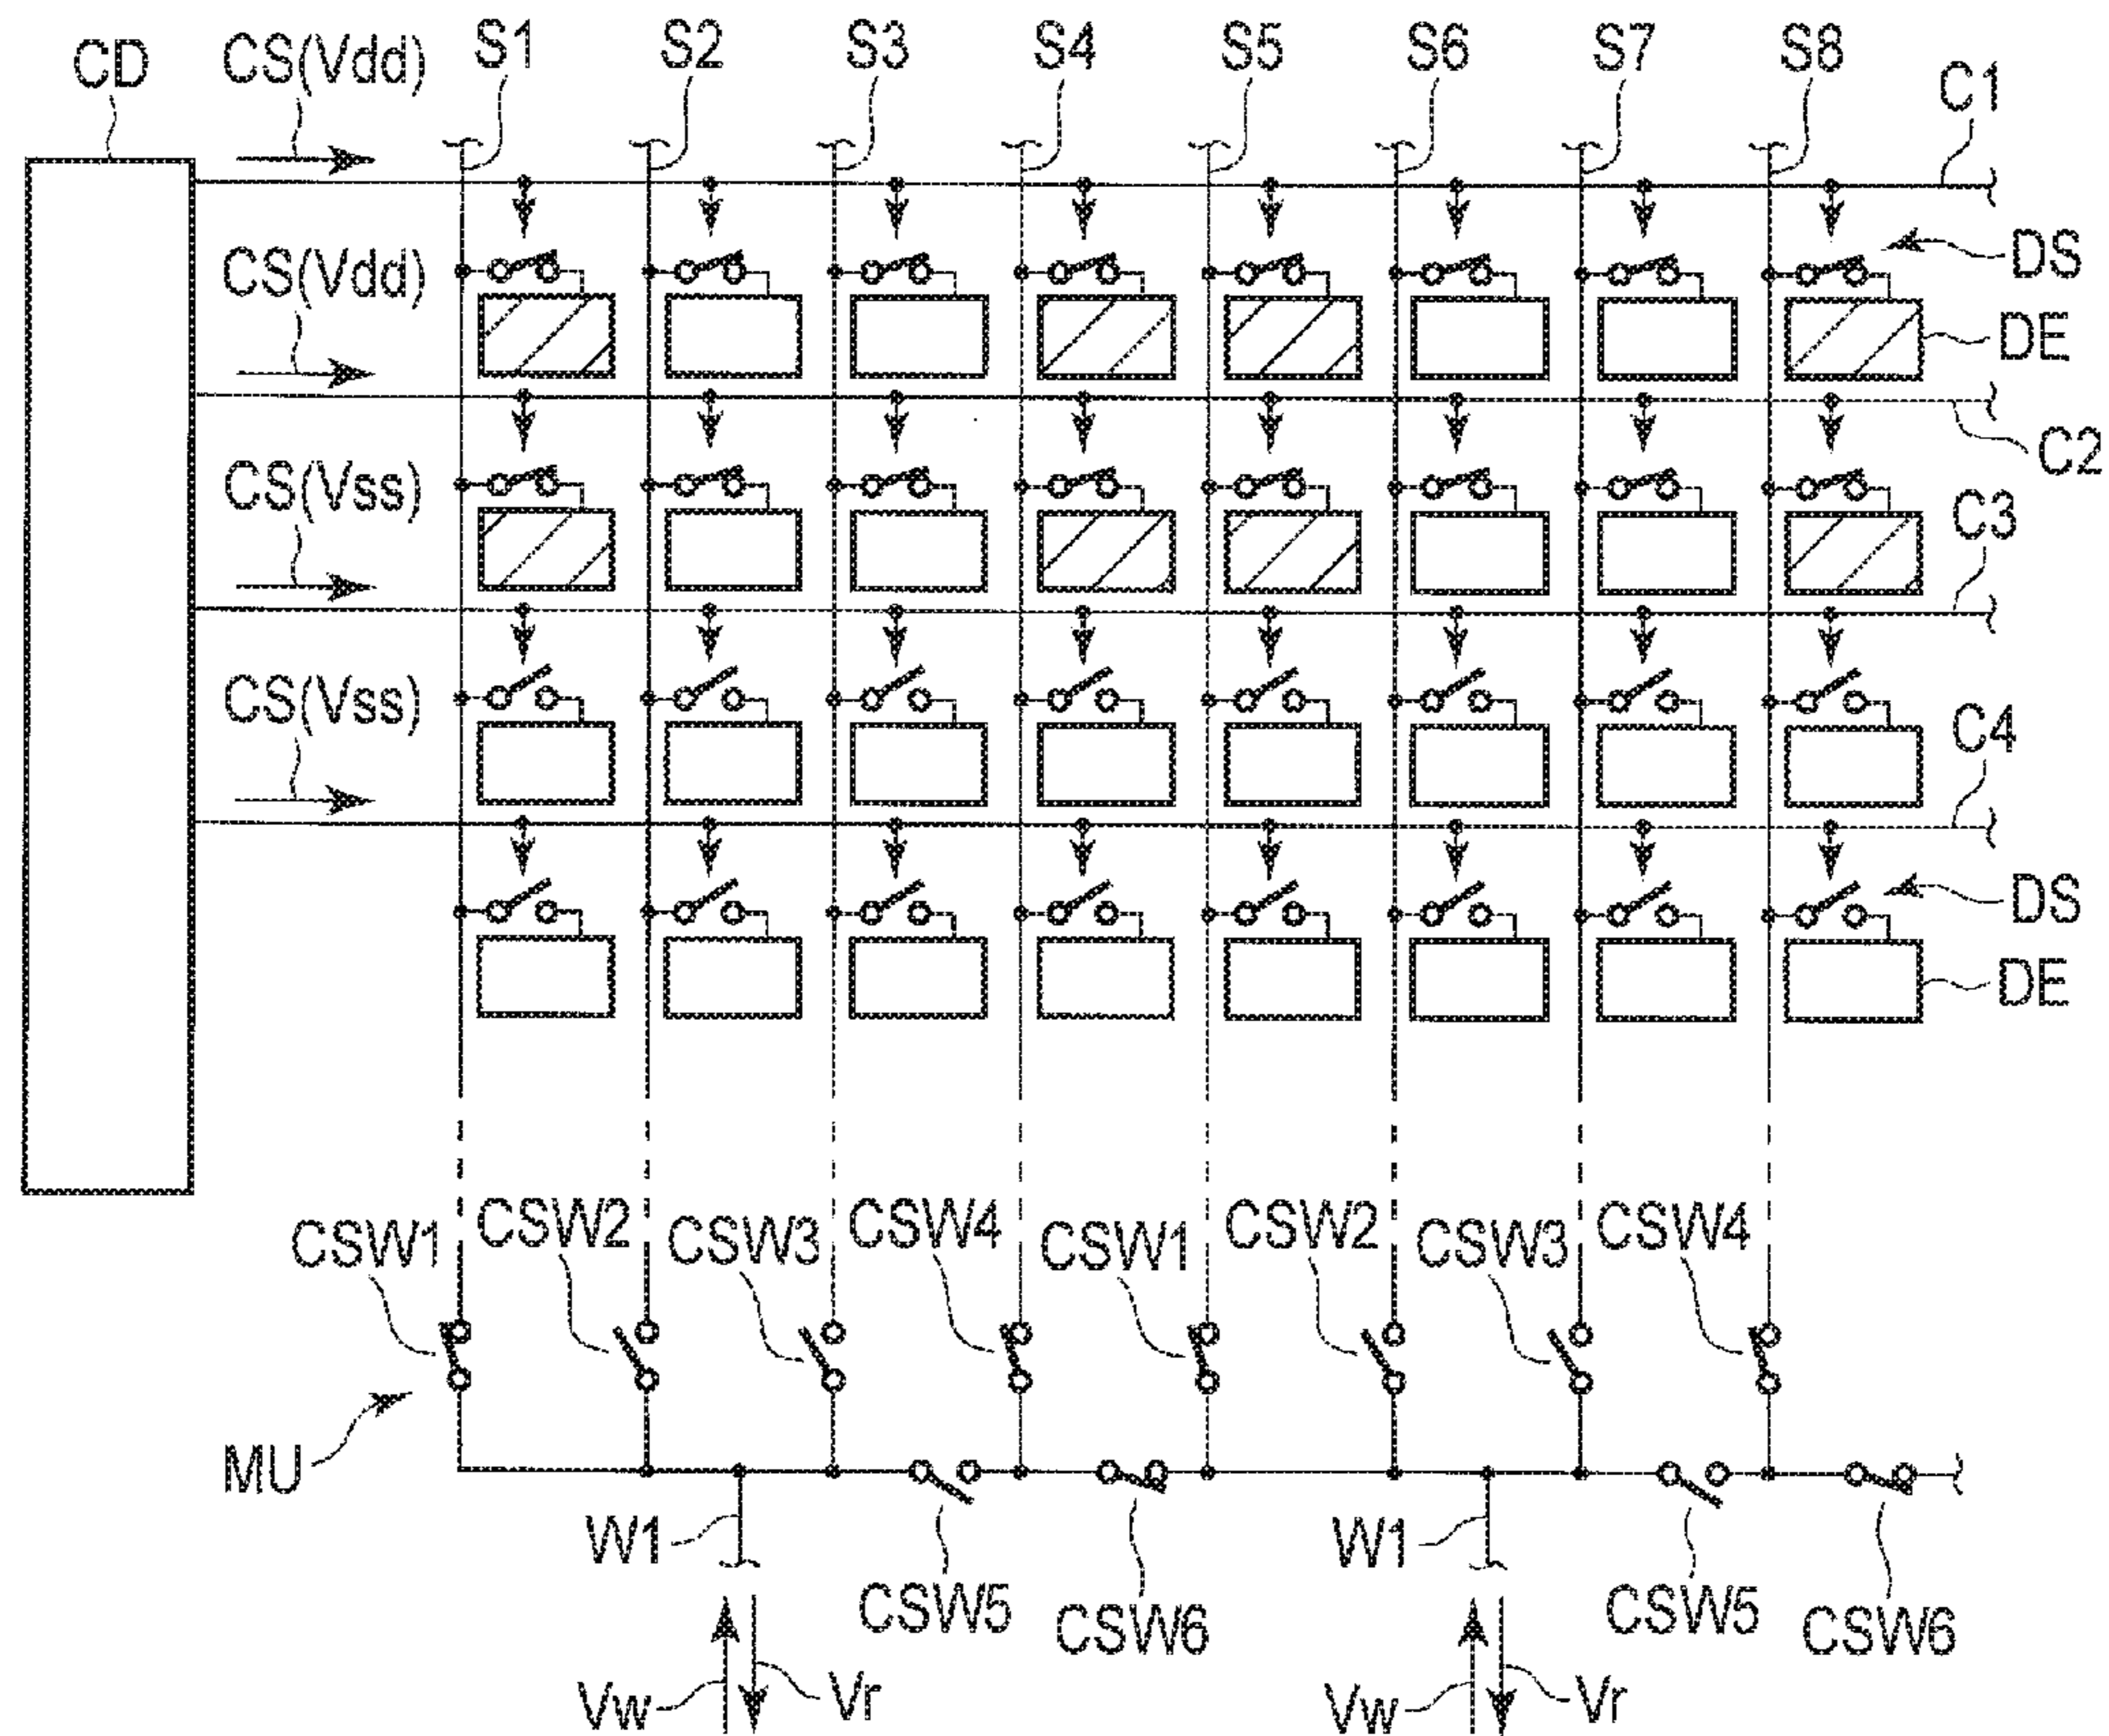 CD CS(Vdd) S1 S2 S3 S4 S5 S6 S7 S8 C1
CS(Vdd) DS
DE
C2
CS(Vss) C3
CS(Vss) C4
DS
DE
CSW1 CSW2 CSW3 CSW4 CSW1 CSW2 CSW3 CSW4
MU
W1 W1
CSW5 CSW6 CSW5 CSW6
Vw Vr Vw Vr